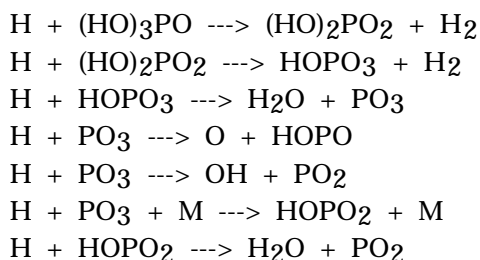 H + (HO)3PO ---> (HO)2PO2 + H2
H + (HO)2PO2 ---> HOPO3 + H2
H + HOPO3 ---> H2O + PO3
H + PO3 ---> O + HOPO
H + PO3 ---> OH + PO2
H + PO3 + M ---> HOPO2 + M
H + HOPO2 ---> H2O + PO2